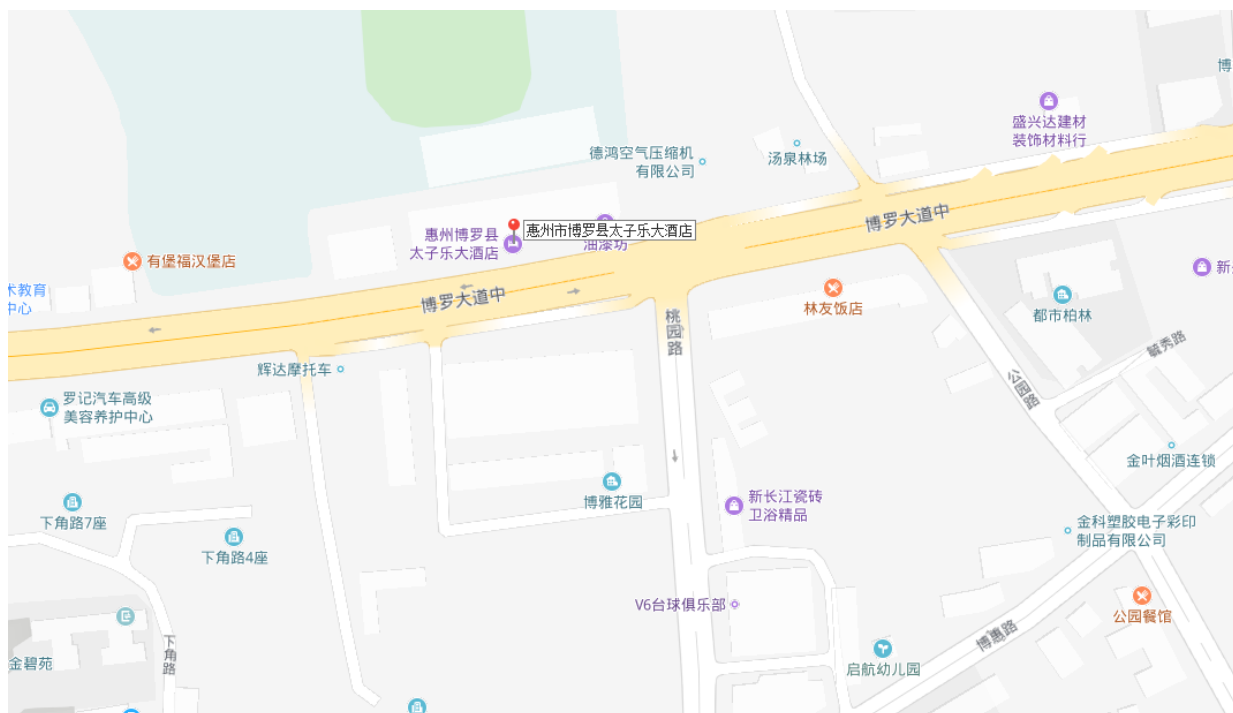 博
盛兴达建材
装饰材料行
德鸿空气压缩机
有限公司
汤泉林场
博罗大道中
惠州博罗县
太子乐大酒店
惠州市博罗县太子乐大酒店
油漆坊
有堡福汉堡店
术教育
中心
新
博罗大道中
林友饭店
都市柏林
桃园路
毓秀路
辉达摩托车
公园路
罗记汽车高级
美容养护中心
金叶烟酒连锁
博雅花园
新长江瓷砖
卫浴精品
下角路7座
下角路4座
金科塑胶电子彩印
制品有限公司
V6台球俱乐部
公园餐馆
博惠路
下角路
金碧苑
启航幼儿园